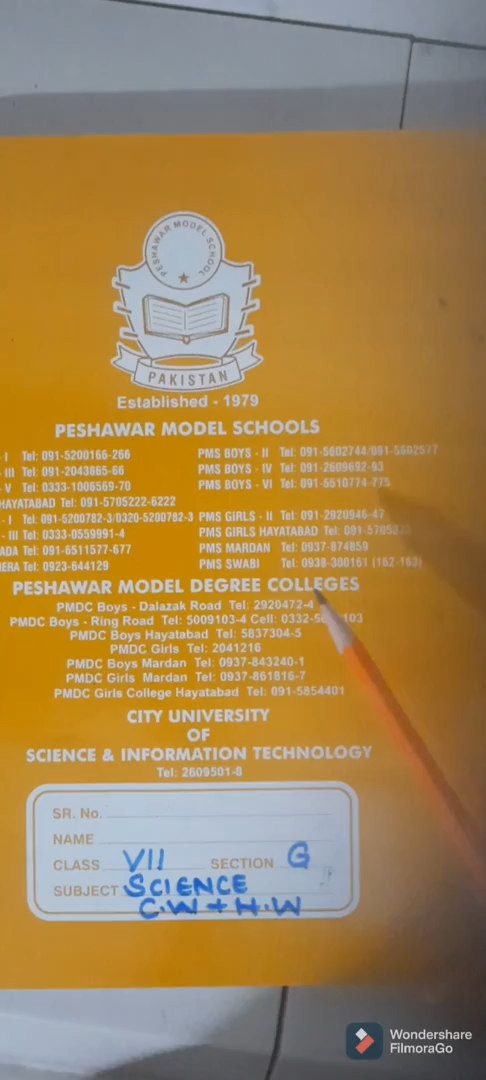 PESHAWAR MODEL SCHOOL
PAKISTAN
Established - 1979
PESHAWAR MODEL SCHOOLS
- I Tel: 091-5200166-266 PMS BOYS - II Tel: 091-5602744/091-5602577
- III Tel: 091-2043865-66 PMS BOYS - IV Tel: 091-2609692-93
- V Tel: 0333-1006569-70 PMS BOYS - VI Tel: 091-6510774-775
HAYATABAD Tel: 091-5705222-6222
- I Tel: 091-5200782-3/0320-5200782-3 PMS GIRLS - II Tel: 091-2920946-47
- III Tel: 0333-0559991-4 PMS GIRLS HAYATABAD Tel:
Tel: 091-6511577-677 PMS MARDAN Tel: 0937-874859
Tel: 0923-644129 PMS SWABI Tel: 0938-300161 (162-163)
PESHAWAR MODEL DEGREE COLLEGES
PMDC Boys - Dalazak Road Tel: 2920472-4
PMDC Boys - Ring Road Tel: 5009103-4 Cell:
PMDC Boys Hayatabad Tel: 5837304-5
PMDC Girls Tel: 2041216
PMDC Boys Mardan Tel: 0937-843240-1
PMDC Girls Mardan Tel: 0937-861816-7
PMDC Girls College Hayatabad Tel: 091-5854401
CITY UNIVERSITY
OF
SCIENCE & INFORMATION TECHNOLOGY
Tel: 2609501-8
SR. No.
NAME
CLASS VII SECTION G
SUBJECT SCIENCE
C.W + H.W
Wondershare
FilmoraGo